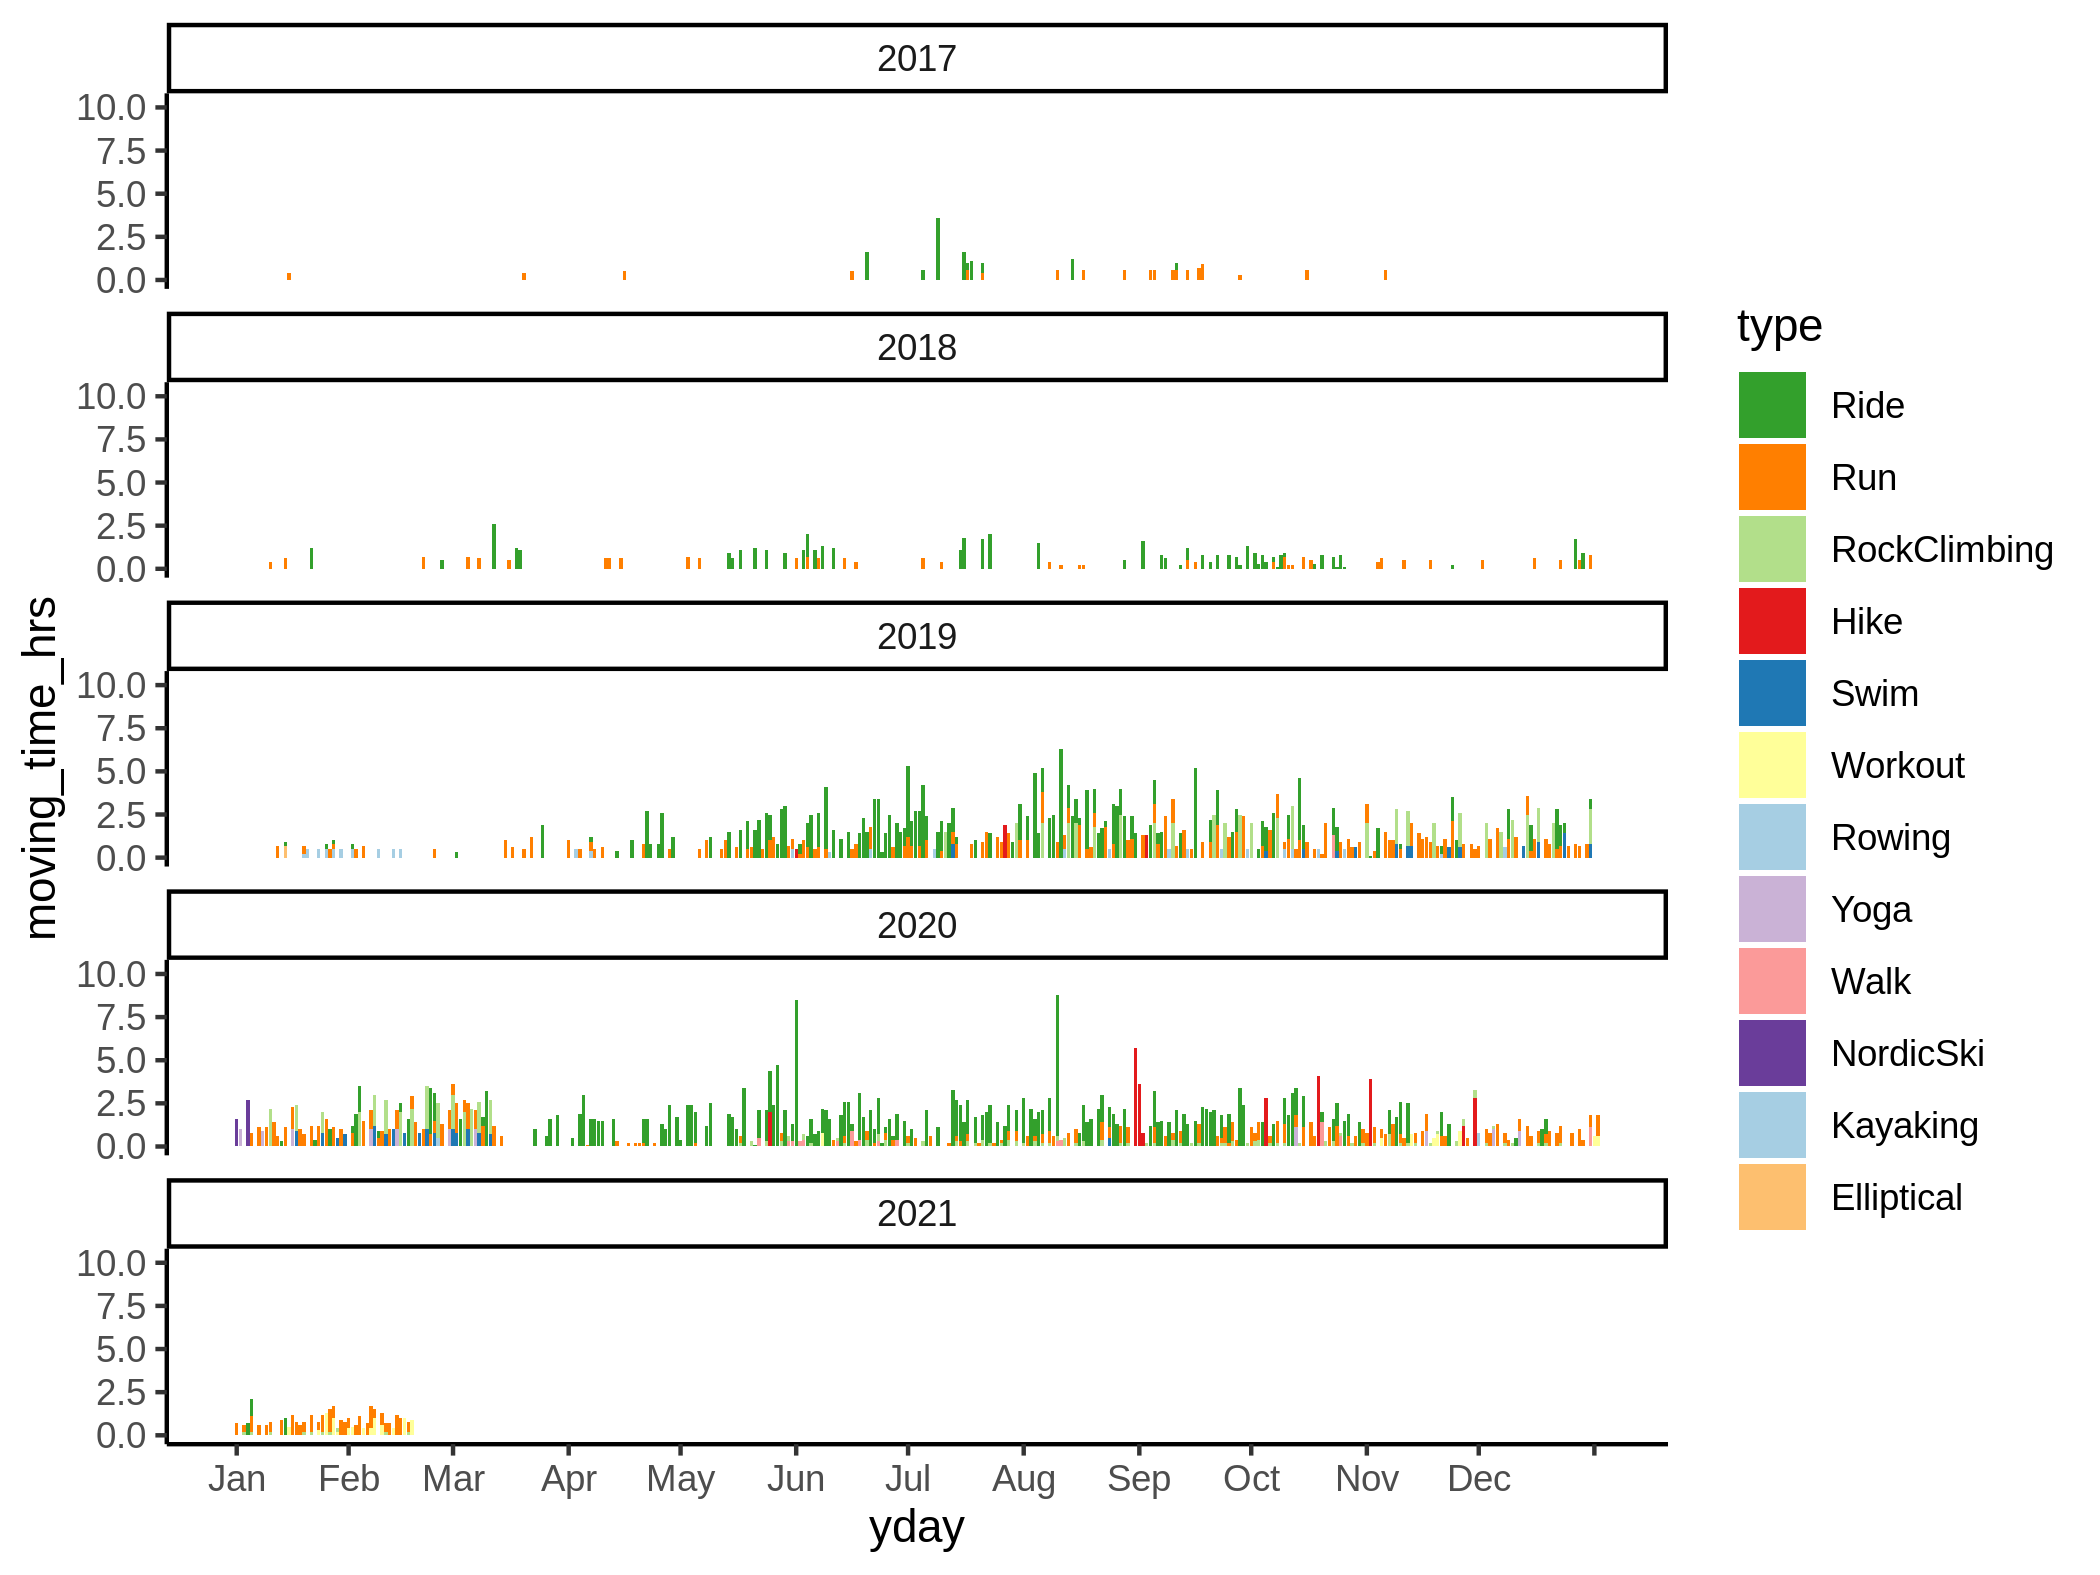 2017
10.0
7.5
5.0
2.5
0.0
2018
10.0
7.5
5.0
2.5
0.0
2019
10.0
7.5
5.0
2.5
0.0
2020
10.0
7.5
5.0
2.5
0.0
2021
10.0
7.5
5.0
2.5
0.0
Jan Feb Mar Apr May Jun Jul Aug Sep Oct Nov Dec
yday
moving_time_hrs
type
Ride
Run
RockClimbing
Hike
Swim
Workout
Rowing
Yoga
Walk
NordicSki
Kayaking
Elliptical